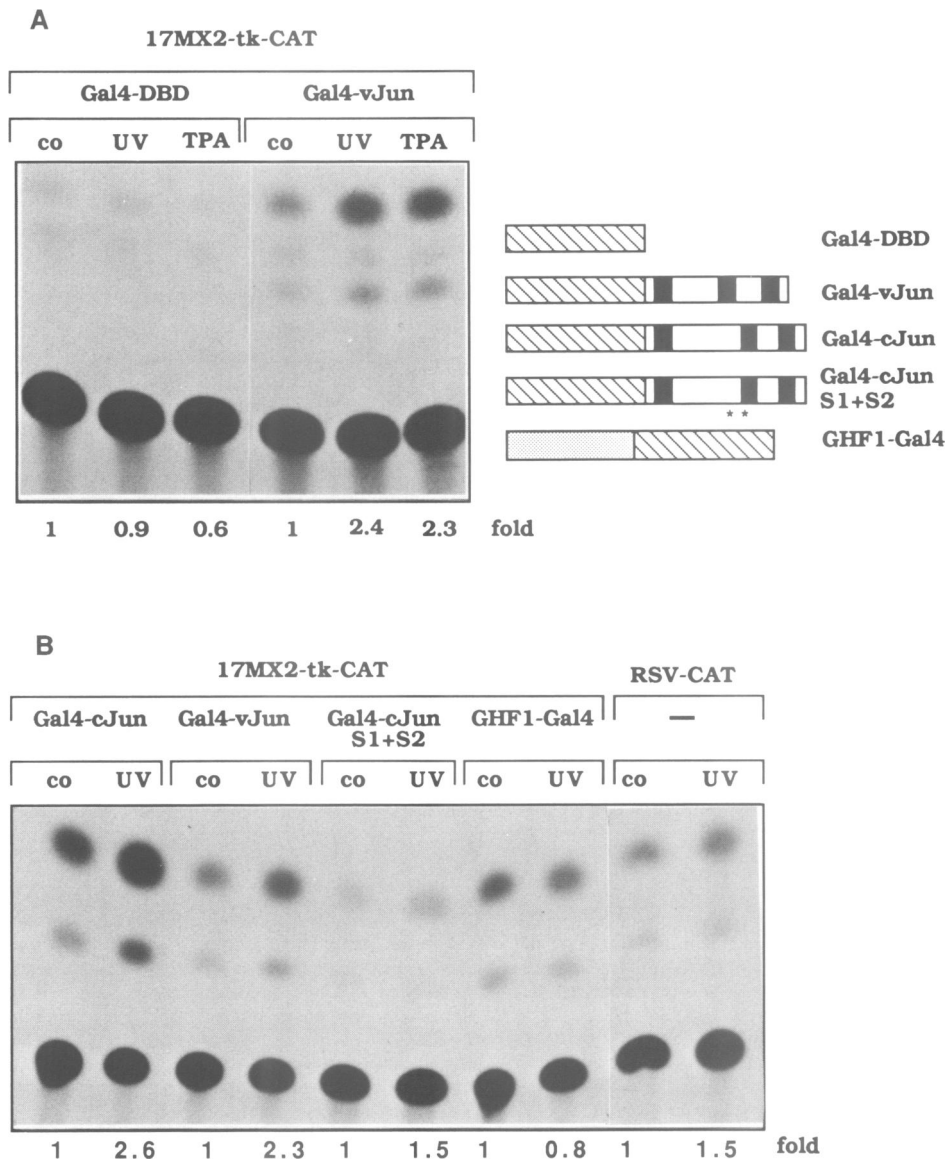 A
17MX2-tk-CAT
Gal4-DBD Gal4-vJun
co UV TPA co UV TPA
1 0.9 0.6 1 2.4 2.3 fold
Gal4-DBD
Gal4-vJun
Gal4-cJun
Gal4-cJun
S1+S2
* *
GHF1-Gal4
B
17MX2-tk-CAT RSV-CAT
Gal4-cJun Gal4-vJun Gal4-cJun GHF1-Gal4 —
S1+S2
co UV co UV co UV co UV co UV
1 2.6 1 2.3 1 1.5 1 0.8 1 1.5 fold